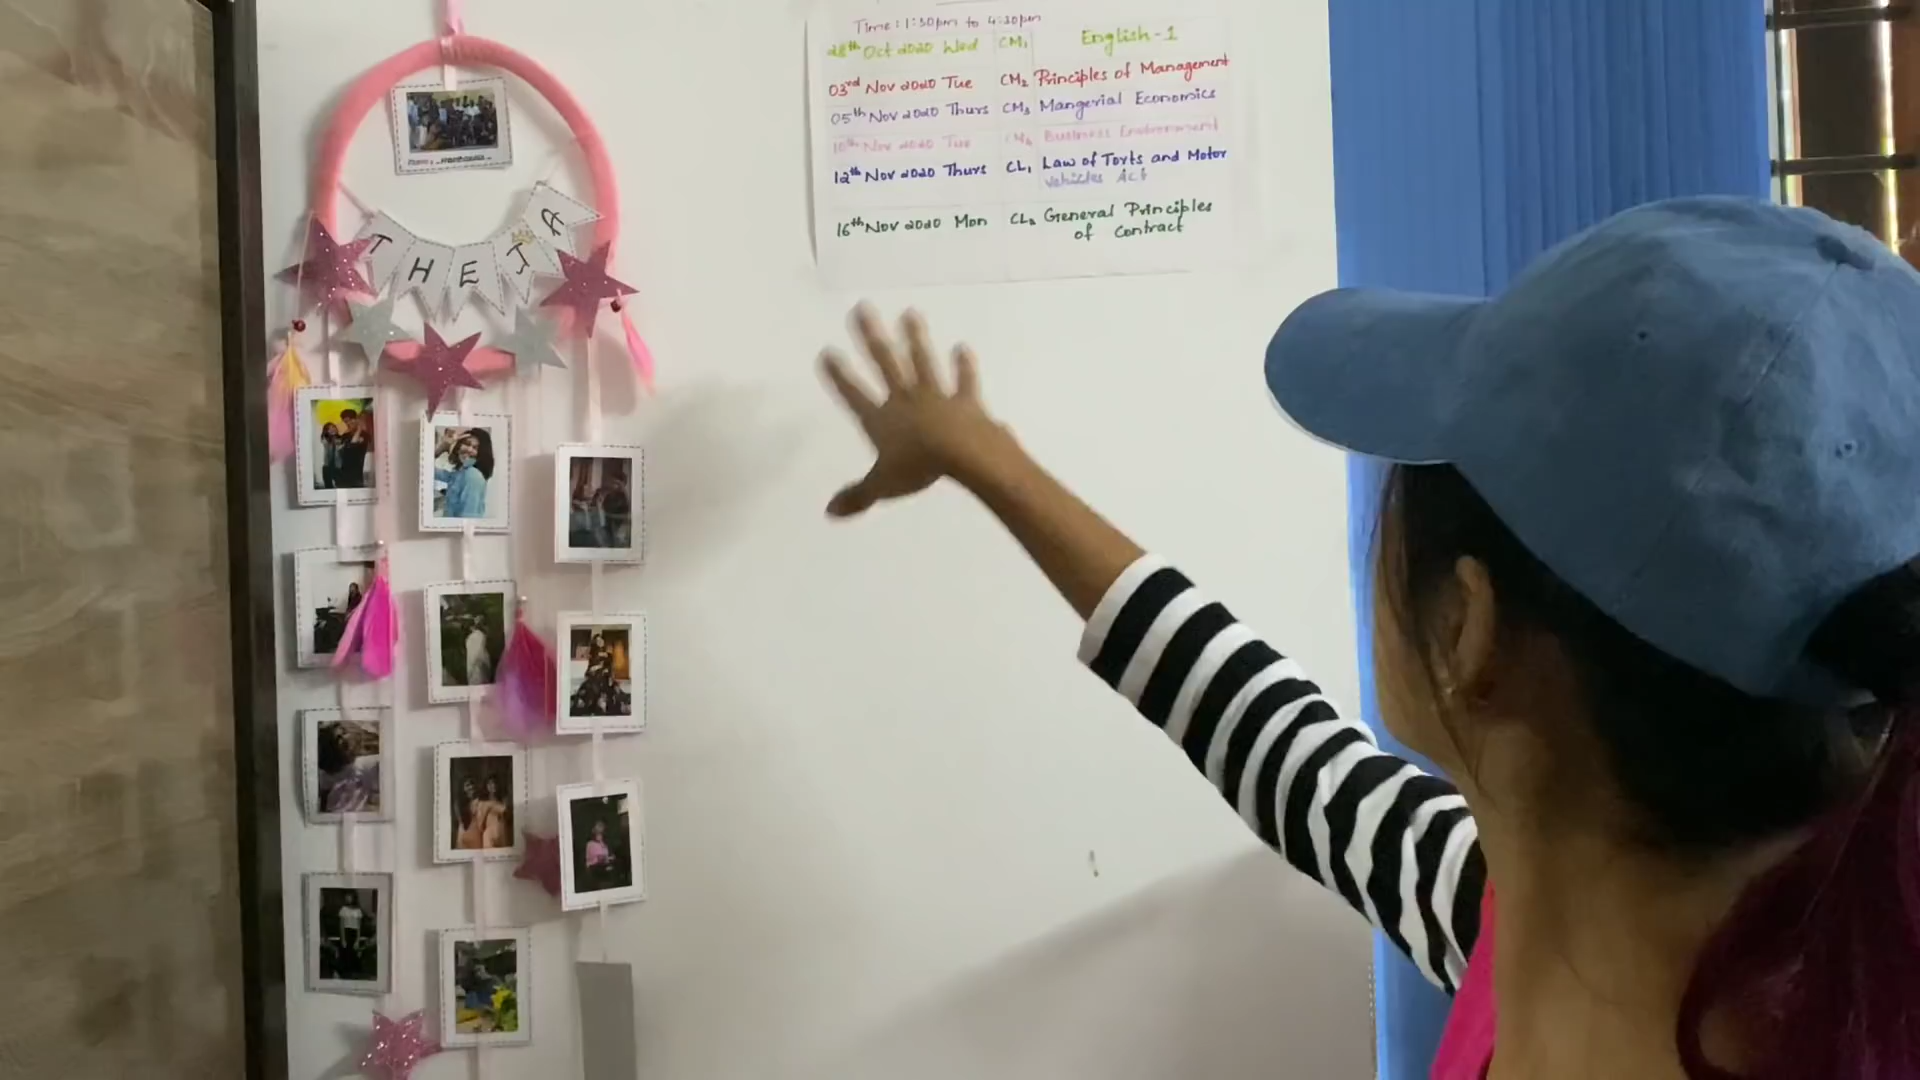 Time: 1:30pm to 4:30pm
28th Oct 2020 Wed CM1 English-1
03rd Nov 2020 Tue CM2 Principles of Management
05th Nov 2020 Thurs CM3 Mangerial Economics
10th Nov 2020 Tue CM4 Business Environment
12th Nov 2020 Thurs CL1 Law of Torts and Motor
Vehicles Act
16th Nov 2020 Mon CL2 General Principles
of Contract
THEJA